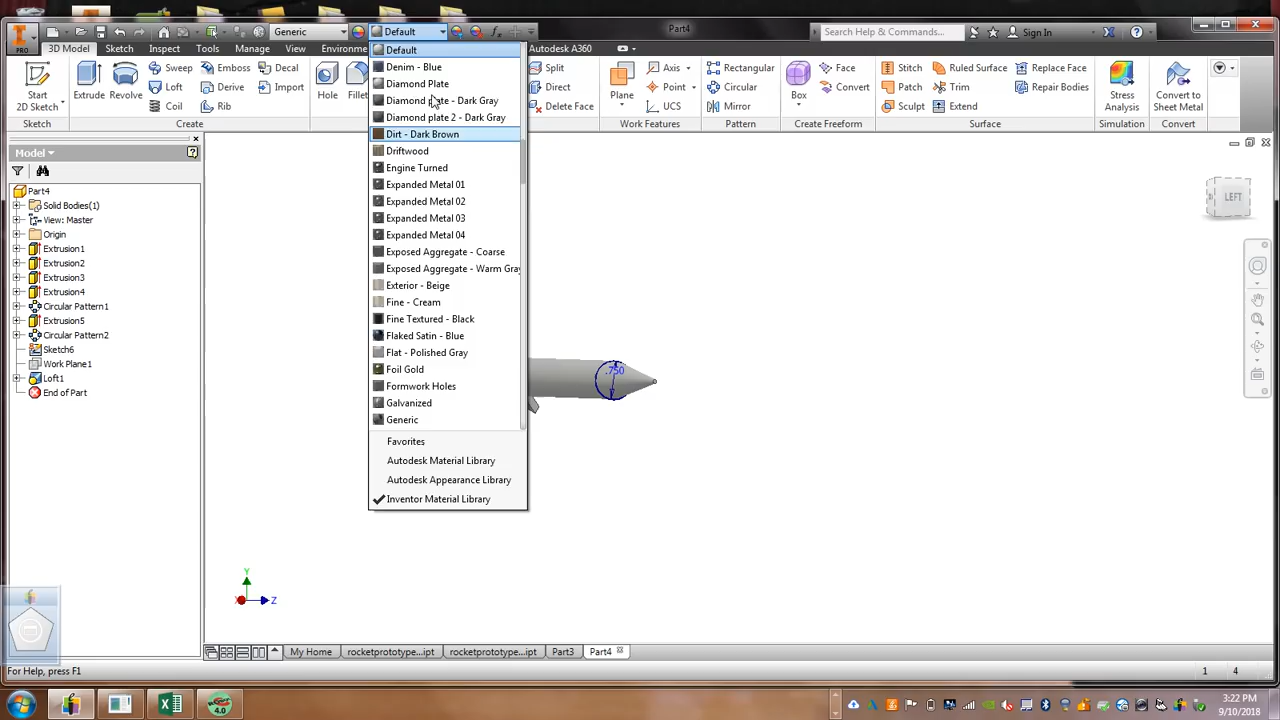 Generic
Default
Part4
Search Help & Commands...
Sign In
PRO
3D Model
Sketch
Inspect
Tools
Manage
View
Environme
Autodesk A360
Start
2D Sketch
Extrude
Revolve
Sweep
Loft
Coil
Emboss
Derive
Rib
Decal
Import
Hole
Fillet
Split
Direct
Delete Face
Plane
Axis
Point
UCS
Rectangular
Circular
Mirror
Box
Face
Convert
Stitch
Patch
Sculpt
Ruled Surface
Trim
Extend
Replace Face
Repair Bodies
Stress
Analysis
Convert to
Sheet Metal
Sketch
Create
Work Features
Pattern
Create Freeform
Surface
Simulation
Convert
Default
Denim - Blue
Diamond Plate
Diamond plate - Dark Gray
Diamond plate 2 - Dark Gray
Dirt - Dark Brown
Driftwood
Engine Turned
Expanded Metal 01
Expanded Metal 02
Expanded Metal 03
Expanded Metal 04
Exposed Aggregate - Coarse
Exposed Aggregate - Warm Gray
Exterior - Beige
Fine - Cream
Fine Textured - Black
Flaked Satin - Blue
Flat - Polished Gray
Foil Gold
Formwork Holes
Galvanized
Generic
Favorites
Autodesk Material Library
Autodesk Appearance Library
Inventor Material Library
Model
Part4
Solid Bodies(1)
View: Master
Origin
Extrusion1
Extrusion2
Extrusion3
Extrusion4
Circular Pattern1
Extrusion5
Circular Pattern2
Sketch6
Work Plane1
Loft1
End of Part
LEFT
.750
Y
X
Z
My Home
rocketprotoc...ipt
rocketprotoc...ipt
Part3
Part4
For Help, press F1
1
4
4.0
3:22 PM
9/10/2018